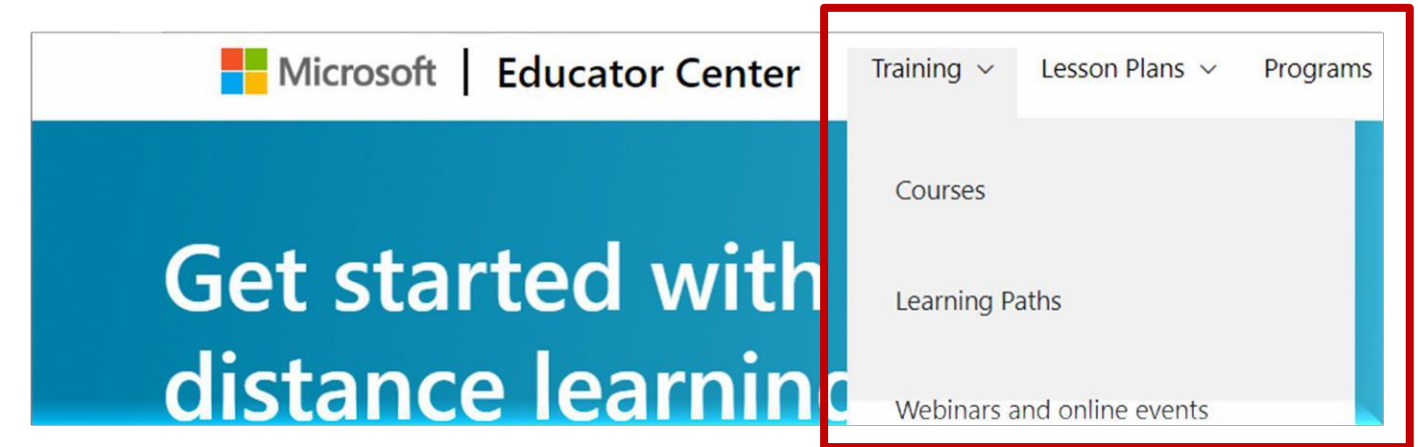 Microsoft | Educator Center Training Lesson Plans Programs
Courses
Get started with
Learning Paths
distance learning
Webinars and online events